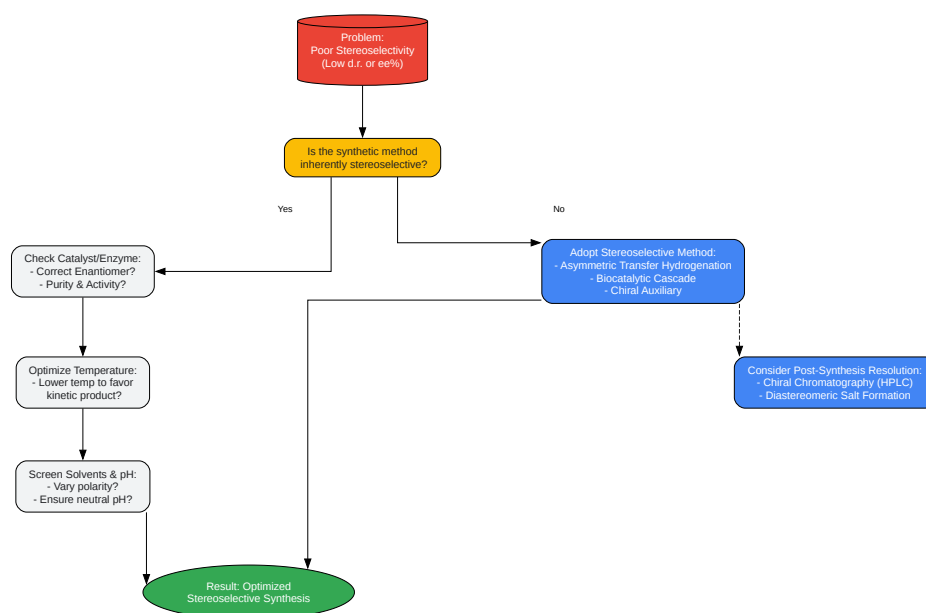 Problem:
Poor Stereoselectivity
(Low d.r. or ee%)
Is the synthetic method
inherently stereoselective?
Yes
No
Check Catalyst/Enzyme:
- Correct Enantiomer?
- Purity & Activity?
Adopt Stereoselective Method:
- Asymmetric Transfer Hydrogenation
- Biocatalytic Cascade
- Chiral Auxiliary
Optimize Temperature:
- Lower temp to favor
kinetic product?
Consider Post-Synthesis Resolution:
- Chiral Chromatography (HPLC)
- Diastereomeric Salt Formation
Screen Solvents & pH:
- Vary polarity?
- Ensure neutral pH?
Result: Optimized
Stereoselective Synthesis